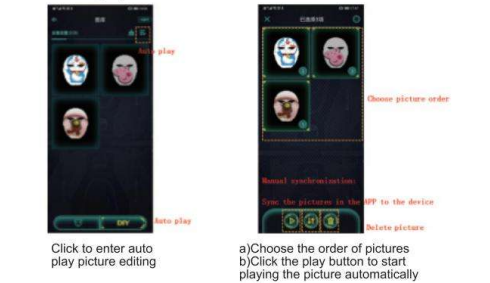 Auto play
DIY
Auto play
Click to enter auto
play picture editing
Choose picture order
Manual synchronization:
Sync the pictures in the APP to the device
Delete picture
a)Choose the order of pictures
b)Click the play button to start
playing the picture automatically